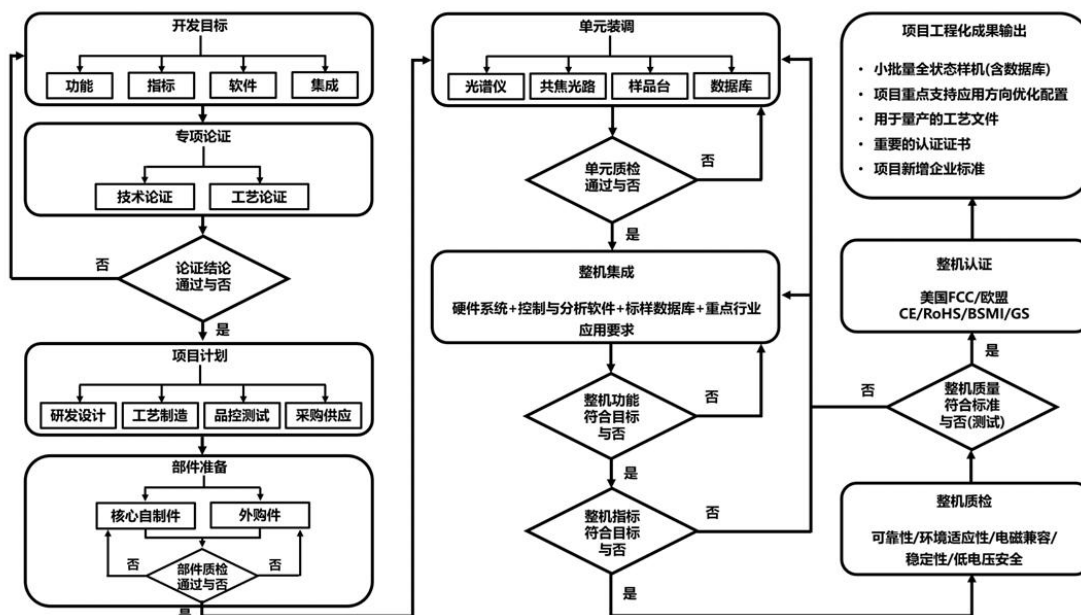 开发目标
功能
指标
软件
集成
专项论证
技术论证
工艺论证
论证结论
通过与否
否
是
项目计划
研发设计
工艺制造
品控测试
采购供应
部件准备
核心自制件
外购件
部件质检
通过与否
否
否
是
单元装调
光谱仪
共焦光路
样品台
数据库
单元质检
通过与否
否
是
整机集成
硬件系统+控制与分析软件+标样数据库+重点行业
应用要求
整机功能
符合目标
与否
否
是
整机指标
符合目标
与否
否
是
项目工程化成果输出
• 小批量全状态样机(含数据库)
• 项目重点支持应用方向优化配置
• 用于量产的工艺文件
• 重要的认证证书
• 项目新增企业标准
整机认证
美国FCC/欧盟
CE/RoHS/BSMI/GS
是
否
整机质量
符合标准
与否(测试)
整机质检
可靠性/环境适应性/电磁兼容/
稳定性/低电压安全